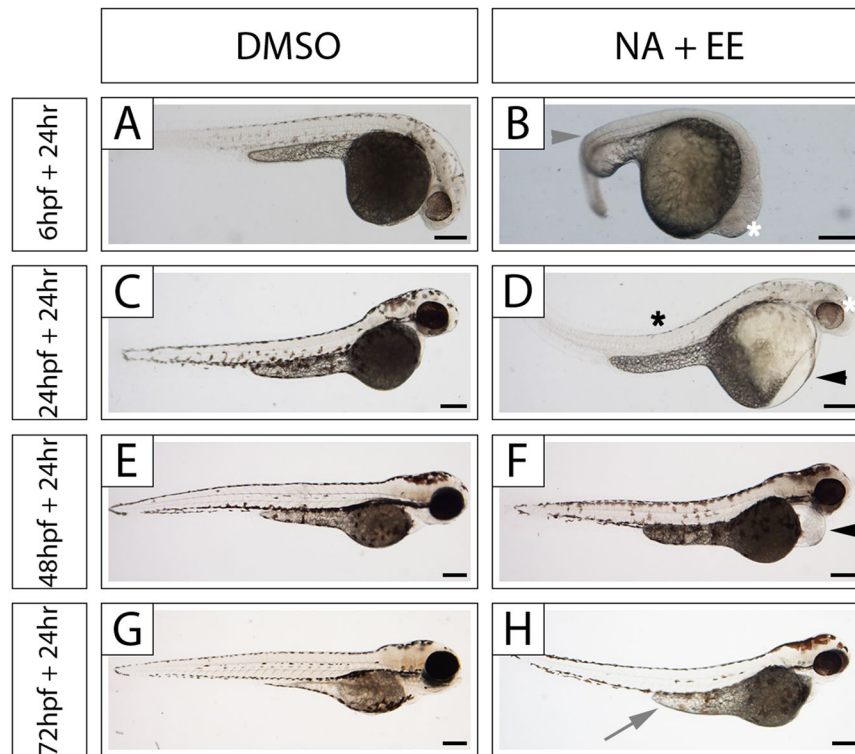 DMSO
NA + EE
6hpf + 24hr
A
B
*
24hpf + 24hr
C
D
*
*
48hpf + 24hr
E
F
72hpf + 24hr
G
H